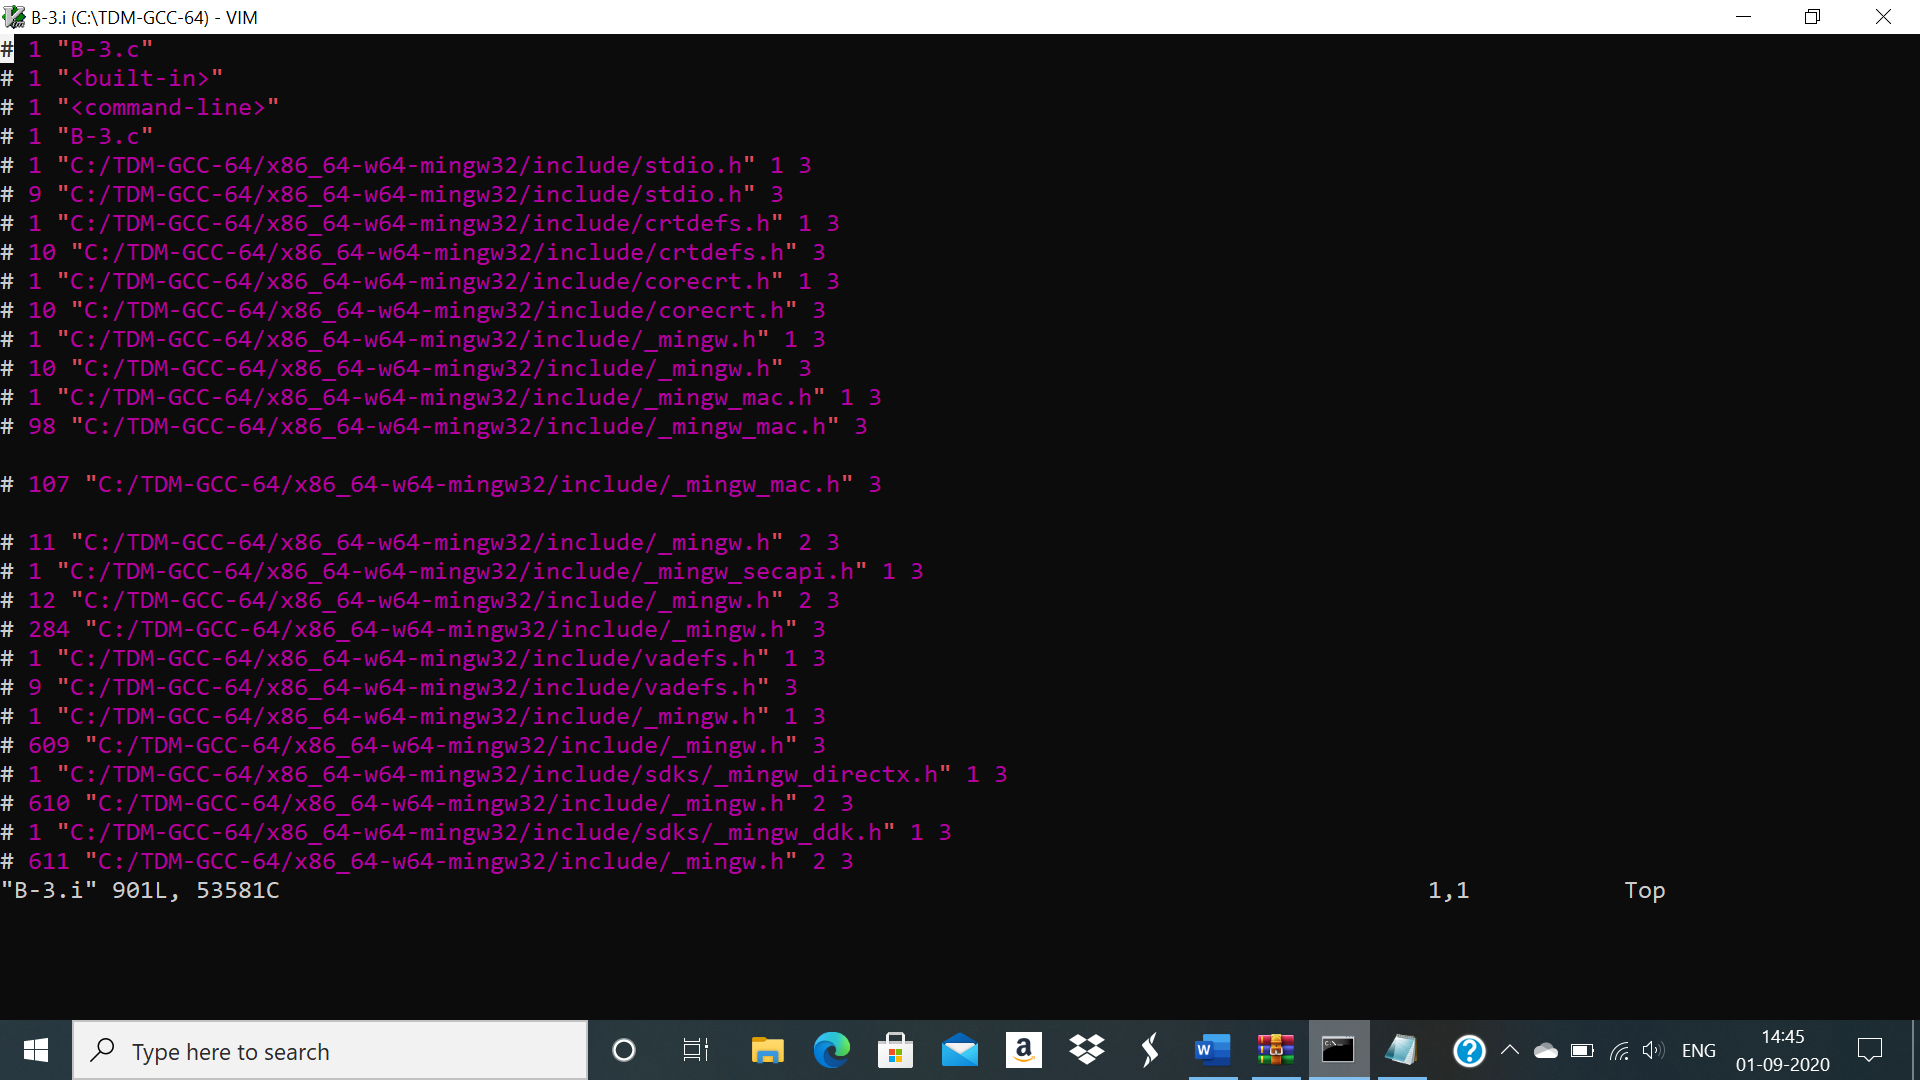 B-3.i (C:\TDM-GCC-64) - VIM
# 1 "B-3.c"
# 1 "<built-in>"
# 1 "<command-line>"
# 1 "B-3.c"
# 1 "C:/TDM-GCC-64/x86_64-w64-mingw32/include/stdio.h" 1 3
# 9 "C:/TDM-GCC-64/x86_64-w64-mingw32/include/stdio.h" 3
# 1 "C:/TDM-GCC-64/x86_64-w64-mingw32/include/crtdefs.h" 1 3
# 10 "C:/TDM-GCC-64/x86_64-w64-mingw32/include/crtdefs.h" 3
# 1 "C:/TDM-GCC-64/x86_64-w64-mingw32/include/corecrt.h" 1 3
# 10 "C:/TDM-GCC-64/x86_64-w64-mingw32/include/corecrt.h" 3
# 1 "C:/TDM-GCC-64/x86_64-w64-mingw32/include/_mingw.h" 1 3
# 10 "C:/TDM-GCC-64/x86_64-w64-mingw32/include/_mingw.h" 3
# 1 "C:/TDM-GCC-64/x86_64-w64-mingw32/include/_mingw_mac.h" 1 3
# 98 "C:/TDM-GCC-64/x86_64-w64-mingw32/include/_mingw_mac.h" 3
# 107 "C:/TDM-GCC-64/x86_64-w64-mingw32/include/_mingw_mac.h" 3
# 11 "C:/TDM-GCC-64/x86_64-w64-mingw32/include/_mingw.h" 2 3
# 1 "C:/TDM-GCC-64/x86_64-w64-mingw32/include/_mingw_secapi.h" 1 3
# 12 "C:/TDM-GCC-64/x86_64-w64-mingw32/include/_mingw.h" 2 3
# 284 "C:/TDM-GCC-64/x86_64-w64-mingw32/include/_mingw.h" 3
# 1 "C:/TDM-GCC-64/x86_64-w64-mingw32/include/vadefs.h" 1 3
# 9 "C:/TDM-GCC-64/x86_64-w64-mingw32/include/vadefs.h" 3
# 1 "C:/TDM-GCC-64/x86_64-w64-mingw32/include/_mingw.h" 1 3
# 609 "C:/TDM-GCC-64/x86_64-w64-mingw32/include/_mingw.h" 3
# 1 "C:/TDM-GCC-64/x86_64-w64-mingw32/include/sdks/_mingw_directx.h" 1 3
# 610 "C:/TDM-GCC-64/x86_64-w64-mingw32/include/_mingw.h" 2 3
# 1 "C:/TDM-GCC-64/x86_64-w64-mingw32/include/sdks/_mingw_ddk.h" 1 3
# 611 "C:/TDM-GCC-64/x86_64-w64-mingw32/include/_mingw.h" 2 3
"B-3.i" 901L, 53581C 1,1 Top
Type here to search
ENG
14:45
01-09-2020